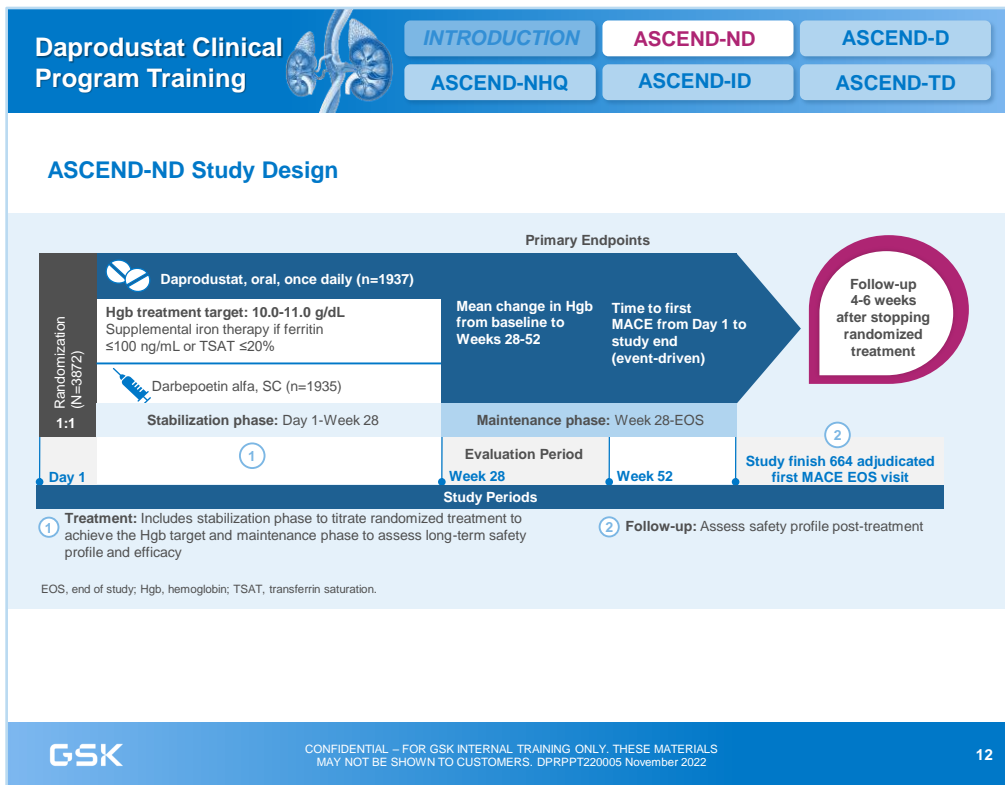 Daprodustat Clinical
Program Training
INTRODUCTION
ASCEND-ND
ASCEND-D
ASCEND-NHQ
ASCEND-ID
ASCEND-TD
ASCEND-ND Study Design
Primary Endpoints
Randomization
(N=3872)
1:1
Daprodustat, oral, once daily (n=1937)
Hgb treatment target: 10.0-11.0 g/dL
Supplemental iron therapy if ferritin
≤100 ng/mL or TSAT ≤20%
Darbepoetin alfa, SC (n=1935)
Mean change in Hgb
from baseline to
Weeks 28-52
Time to first
MACE from Day 1 to
study end
(event-driven)
Follow-up
4-6 weeks
after stopping
randomized
treatment
Stabilization phase: Day 1-Week 28
Maintenance phase: Week 28-EOS
1
2
Evaluation Period
Day 1
Week 28
Week 52
Study finish 664 adjudicated
first MACE EOS visit
Study Periods
1 Treatment: Includes stabilization phase to titrate randomized treatment to
achieve the Hgb target and maintenance phase to assess long-term safety
profile and efficacy
2 Follow-up: Assess safety profile post-treatment
EOS, end of study; Hgb, hemoglobin; TSAT, transferrin saturation.
GSK
CONFIDENTIAL – FOR GSK INTERNAL TRAINING ONLY. THESE MATERIALS
MAY NOT BE SHOWN TO CUSTOMERS. DPRPPT220005 November 2022
12